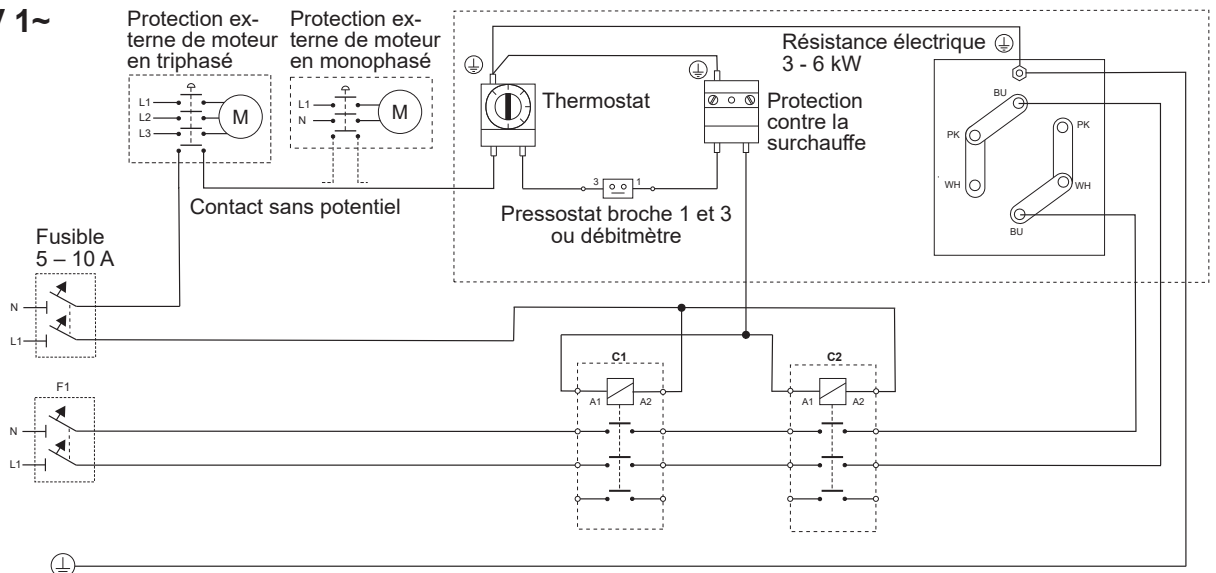 V 1~
Protection ex-
terne de moteur
en triphasé
Protection ex-
terne de moteur
en monophasé
L1
L2
L3
M
L1
N
M
Résistance électrique
3 - 6 kW
Thermostat
Protection
contre la
surchauffe
BU
PK
PK
WH
WH
BU
3
1
Contact sans potentiel
Pressostat broche 1 et 3
ou débitmètre
Fusible
5 – 10 A
N
L1
C1
C2
A1
A2
A1
A2
F1
N
L1